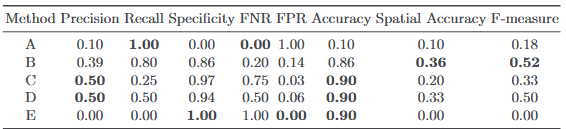 Method Precision Recall Specificity FNR FPR Accuracy Spatial Accuracy F-measure
A 0.10 1.00 0.00 0.00 1.00 0.10 0.10 0.18
B 0.39 0.80 0.86 0.20 0.14 0.86 0.36 0.52
C 0.50 0.25 0.97 0.75 0.03 0.90 0.20 0.33
D 0.50 0.50 0.94 0.50 0.06 0.90 0.33 0.50
E 0.00 0.00 1.00 1.00 0.00 0.90 0.00 0.00